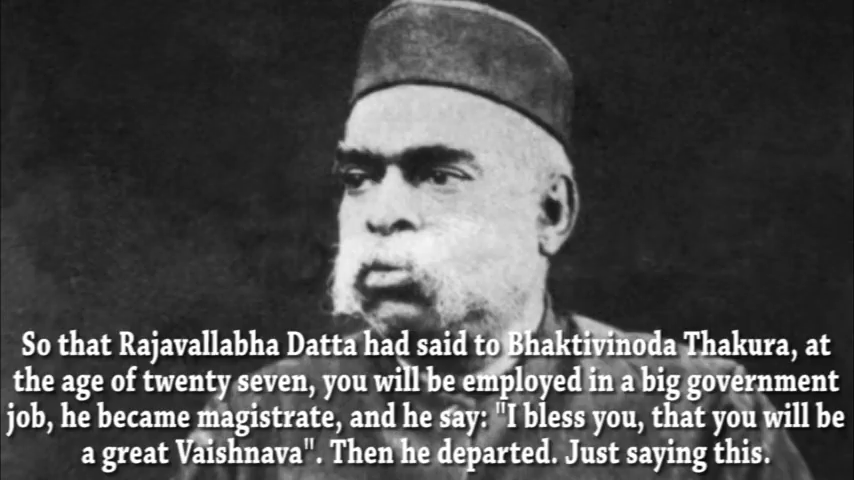 So that Rajavallabha Datta had said to Bhaktivinoda Thakura, at
the age of twenty seven, you will be employed in a big government
job, he became magistrate, and he say: "I bless you, that you will be
a great Vaishnava". Then he departed. Just saying this.